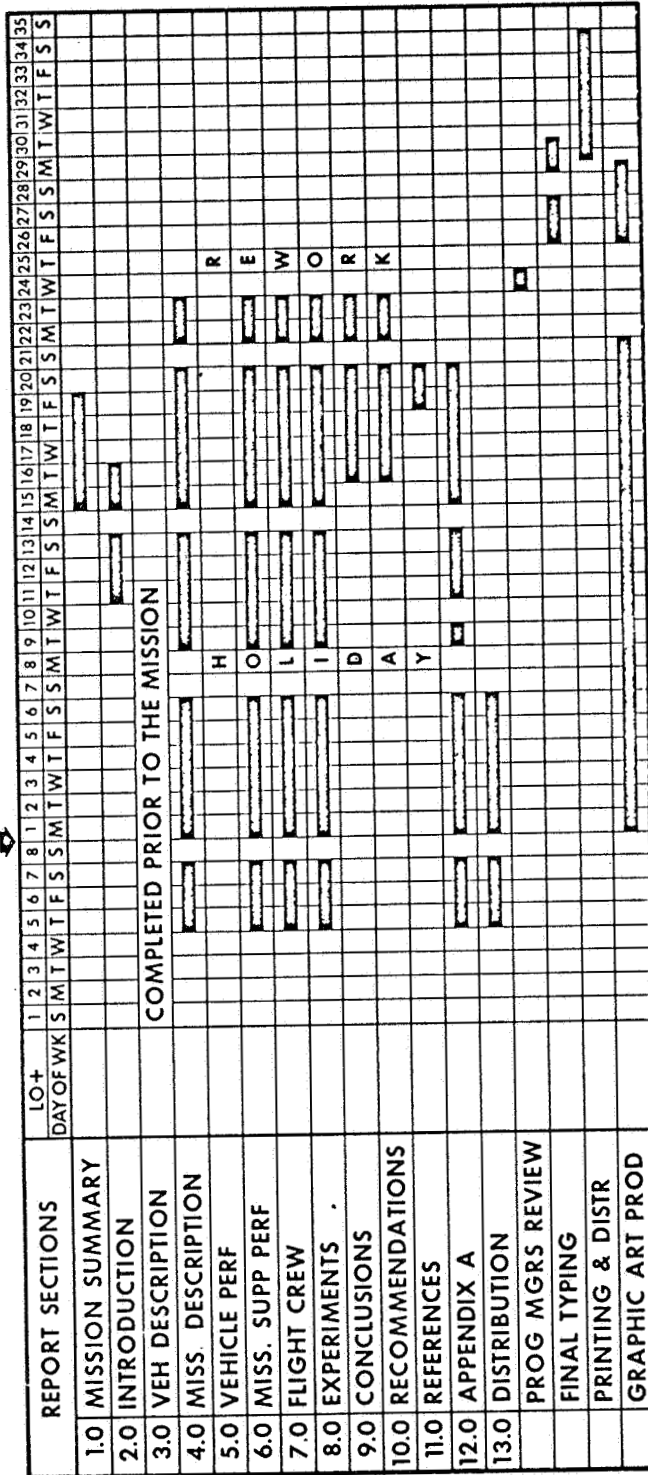 REPORT SECTIONS
LO+ 1 2 3 4 5 6 7 8 1 2 3 4 5 6 7 8 9 10 11 12 13 14 15 16 17 18 19 20 21 22 23 24 25 26 27 28 29 30 31 32 33 34 35
DAY OF WK S M T W T F S S M T W T F S S M T W T F S S M T W T F S S M T W T F S S M T W T F S S
1.0 MISSION SUMMARY
2.0 INTRODUCTION
3.0 VEH DESCRIPTION COMPLETED PRIOR TO THE MISSION
4.0 MISS. DESCRIPTION
5.0 VEHICLE PERF
6.0 MISS. SUPP PERF
7.0 FLIGHT CREW
8.0 EXPERIMENTS .
9.0 CONCLUSIONS
10.0 RECOMMENDATIONS
11.0 REFERENCES
12.0 APPENDIX A
13.0 DISTRIBUTION
PROG MGRS REVIEW
FINAL TYPING
PRINTING & DISTR
GRAPHIC ART PROD
HOLIDAY
REWORK